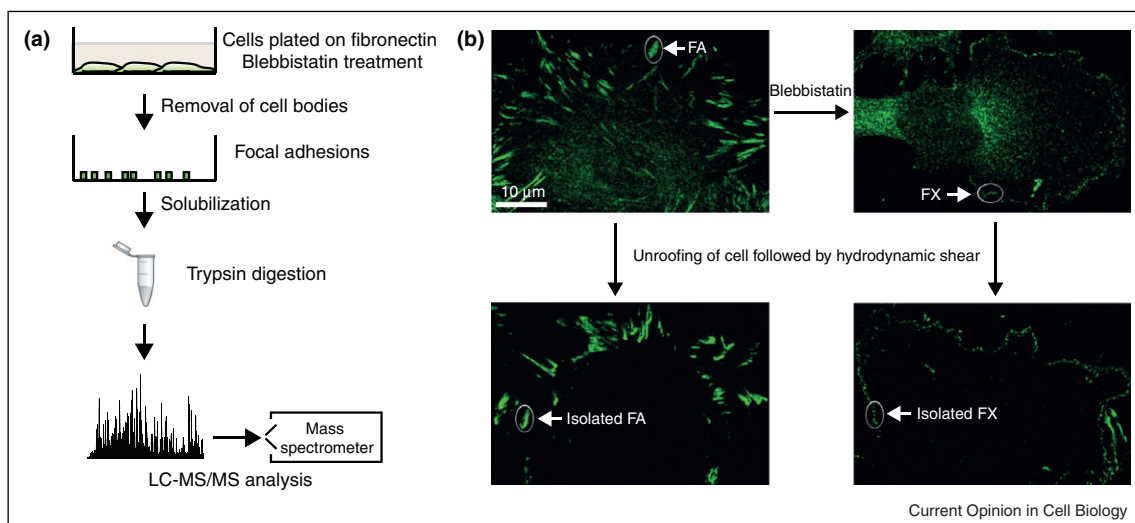 (a)
Cells plated on fibronectin
Blebbistatin treatment
Removal of cell bodies
Focal adhesions
Solubilization
Trypsin digestion
Mass
spectrometer
LC-MS/MS analysis
(b)
FA
10 μm
Blebbistatin
FX
Unroofing of cell followed by hydrodynamic shear
Isolated FA
Isolated FX
Current Opinion in Cell Biology